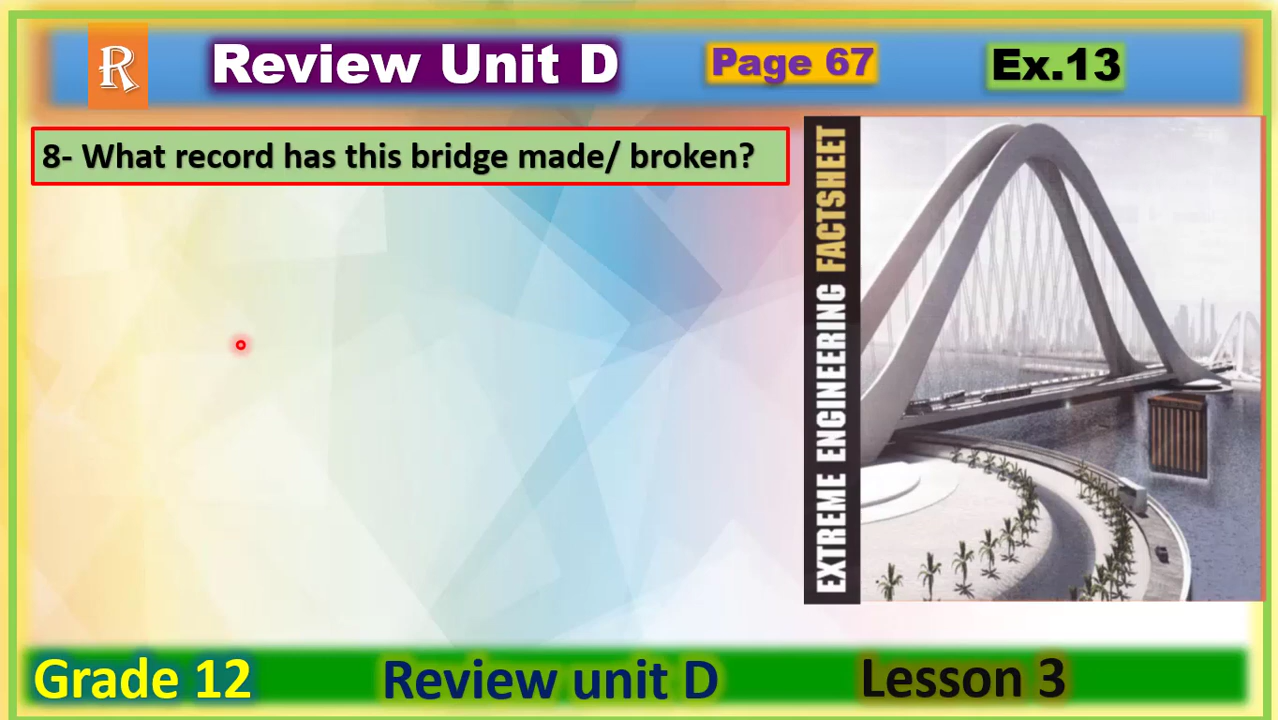 R
Review Unit D
Page 67
Ex.13
8- What record has this bridge made/ broken?
EXTREME ENGINEERING FACTSHEET
Grade 12
Review unit D
Lesson 3